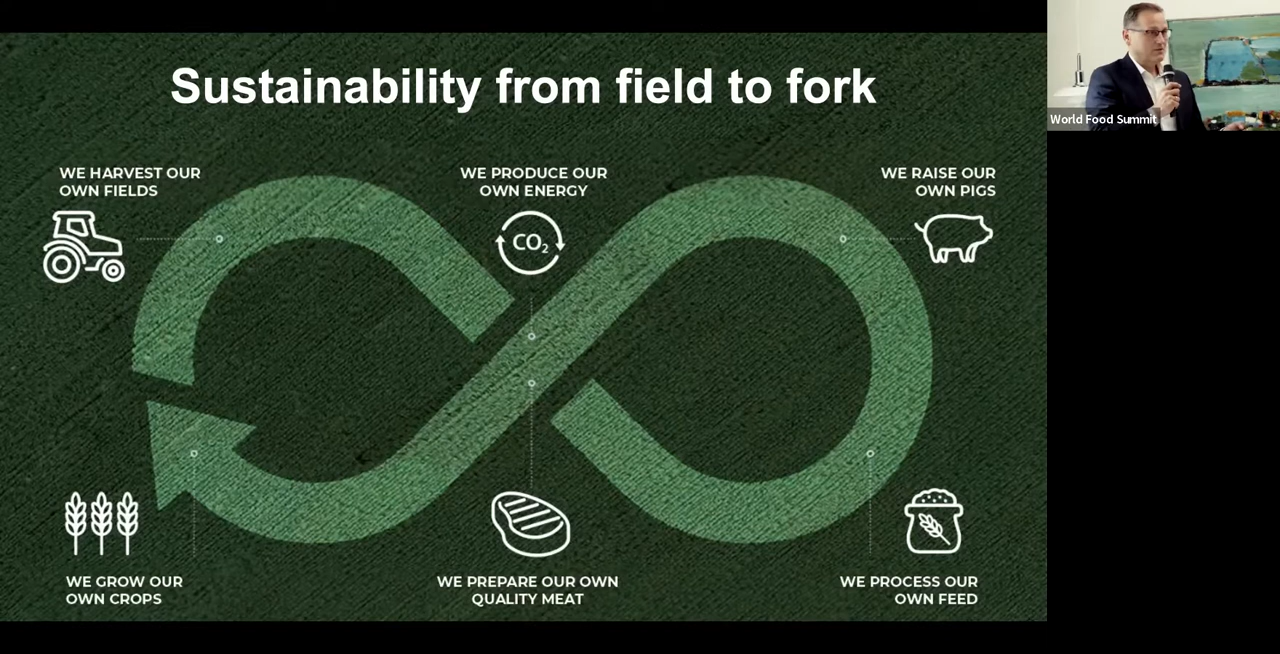 Sustainability from field to fork
World Food Summit
WE HARVEST OUR
OWN FIELDS
WE PRODUCE OUR
OWN ENERGY
CO₂
WE RAISE OUR
OWN PIGS
WE GROW OUR
OWN CROPS
WE PREPARE OUR OWN
QUALITY MEAT
WE PROCESS OUR
OWN FEED